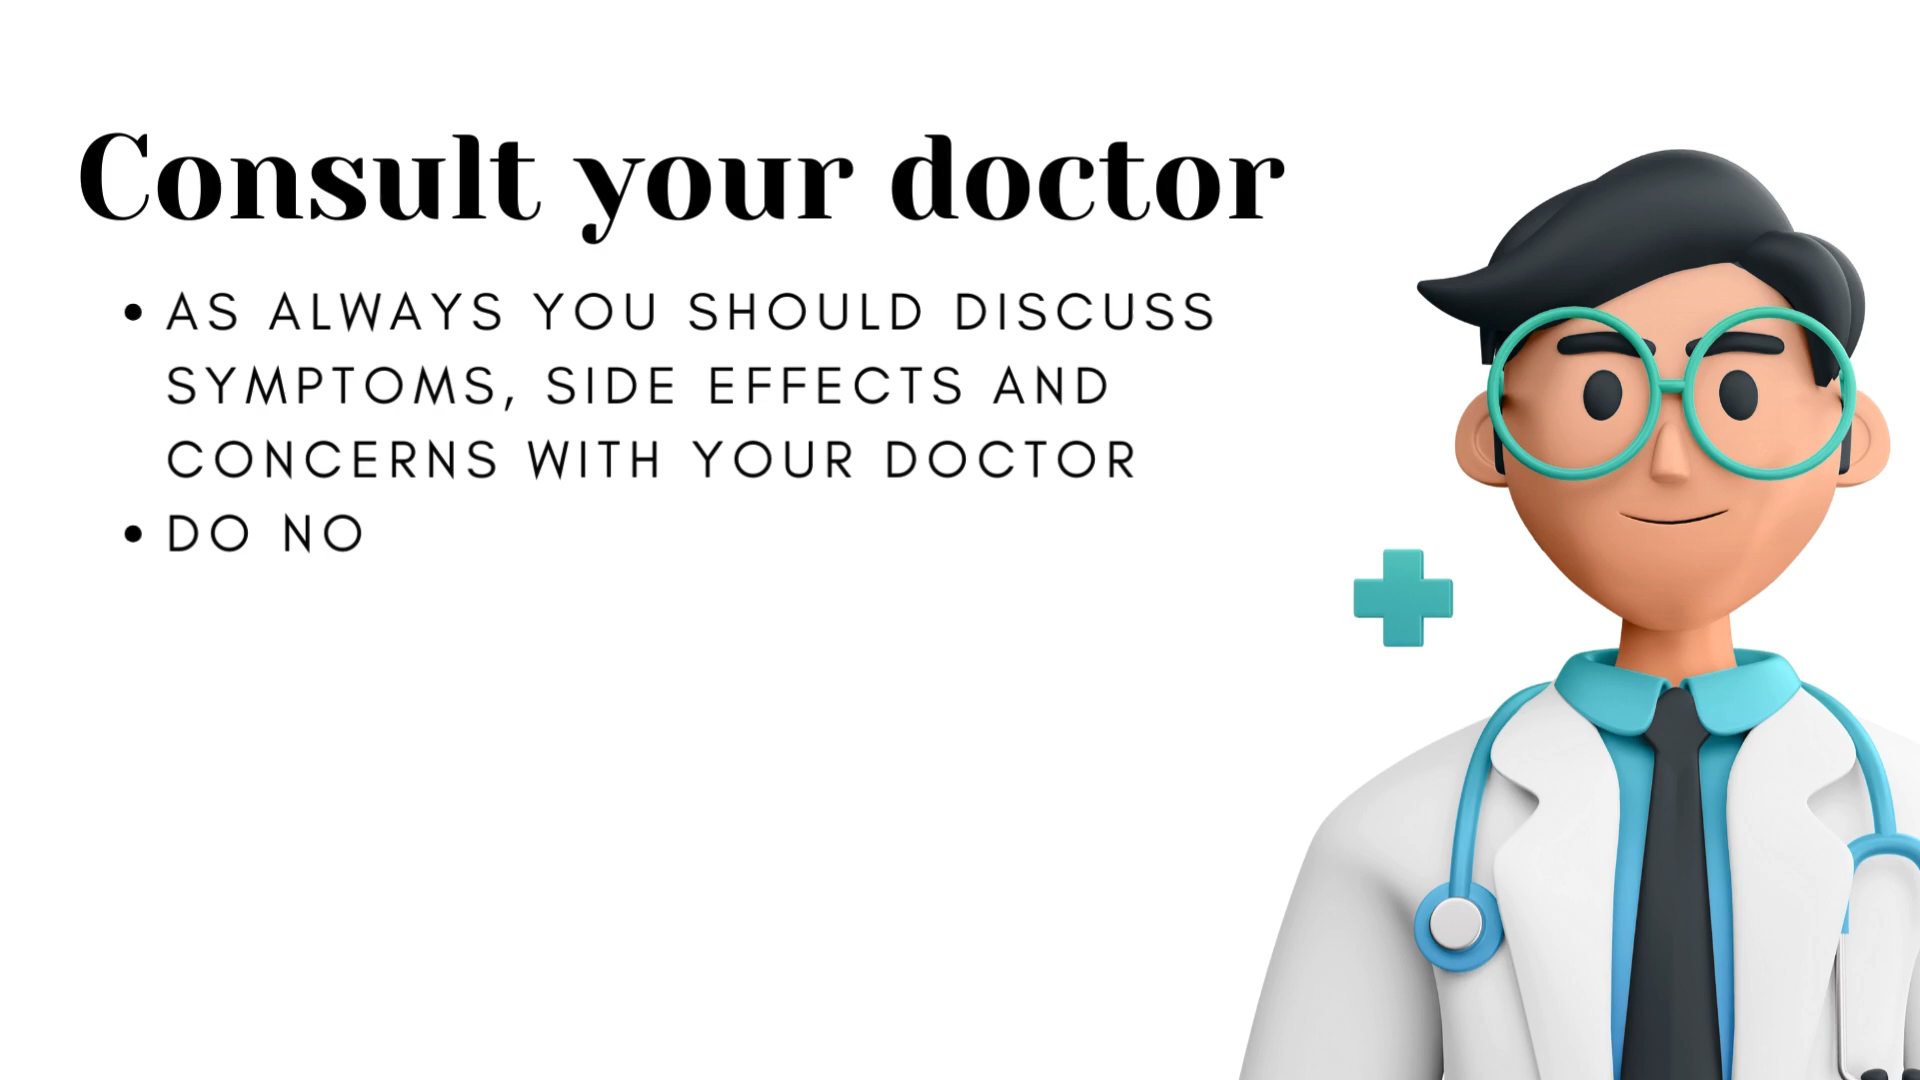 Consult your doctor
• AS ALWAYS YOU SHOULD DISCUSS
SYMPTOMS, SIDE EFFECTS AND
CONCERNS WITH YOUR DOCTOR
• DO NO